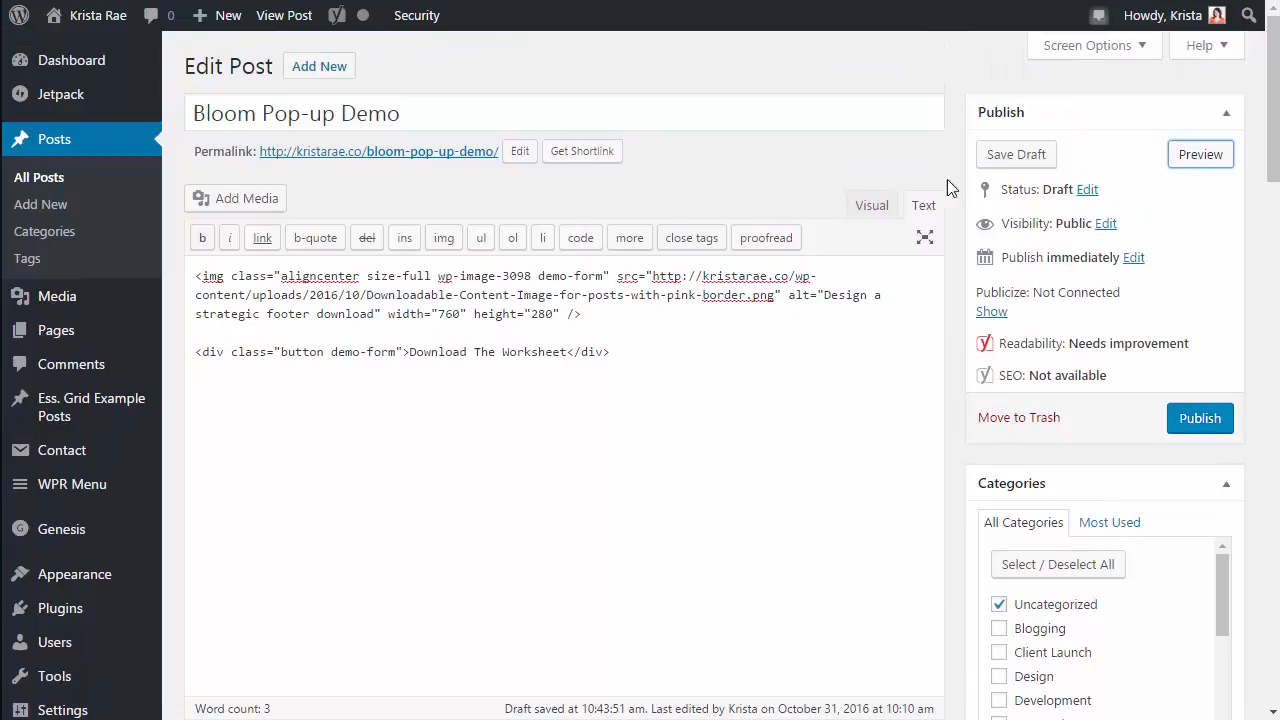 Krista Rae 0 New View Post Security Howdy, Krista
Dashboard
Jetpack
Posts
All Posts
Add New
Categories
Tags
Media
Pages
Comments
Ess. Grid Example
Posts
Contact
WPR Menu
Genesis
Appearance
Plugins
Users
Tools
Settings
Screen Options Help
Edit Post Add New
Bloom Pop-up Demo
Permalink: http://kristarae.co/bloom-pop-up-demo/ Edit Get Shortlink
Add Media Visual Text
b i link b-quote del ins img ul ol li code more close tags proofread
<img class="aligncenter size-full wp-image-3098 demo-form" src="http://kristarae.co/wp-
content/uploads/2016/10/Downloadable-Content-Image-for-posts-with-pink-border.png" alt="Design a
strategic footer download" width="760" height="280" />
<div class="button demo-form">Download The Worksheet</div>
Word count: 3 Draft saved at 10:43:51 am. Last edited by Krista on October 31, 2016 at 10:10 am
Publish
Save Draft Preview
Status: Draft Edit
Visibility: Public Edit
Publish immediately Edit
Publicize: Not Connected
Show
Readability: Needs improvement
SEO: Not available
Move to Trash Publish
Categories
All Categories Most Used
Select / Deselect All
Uncategorized
Blogging
Client Launch
Design
Development